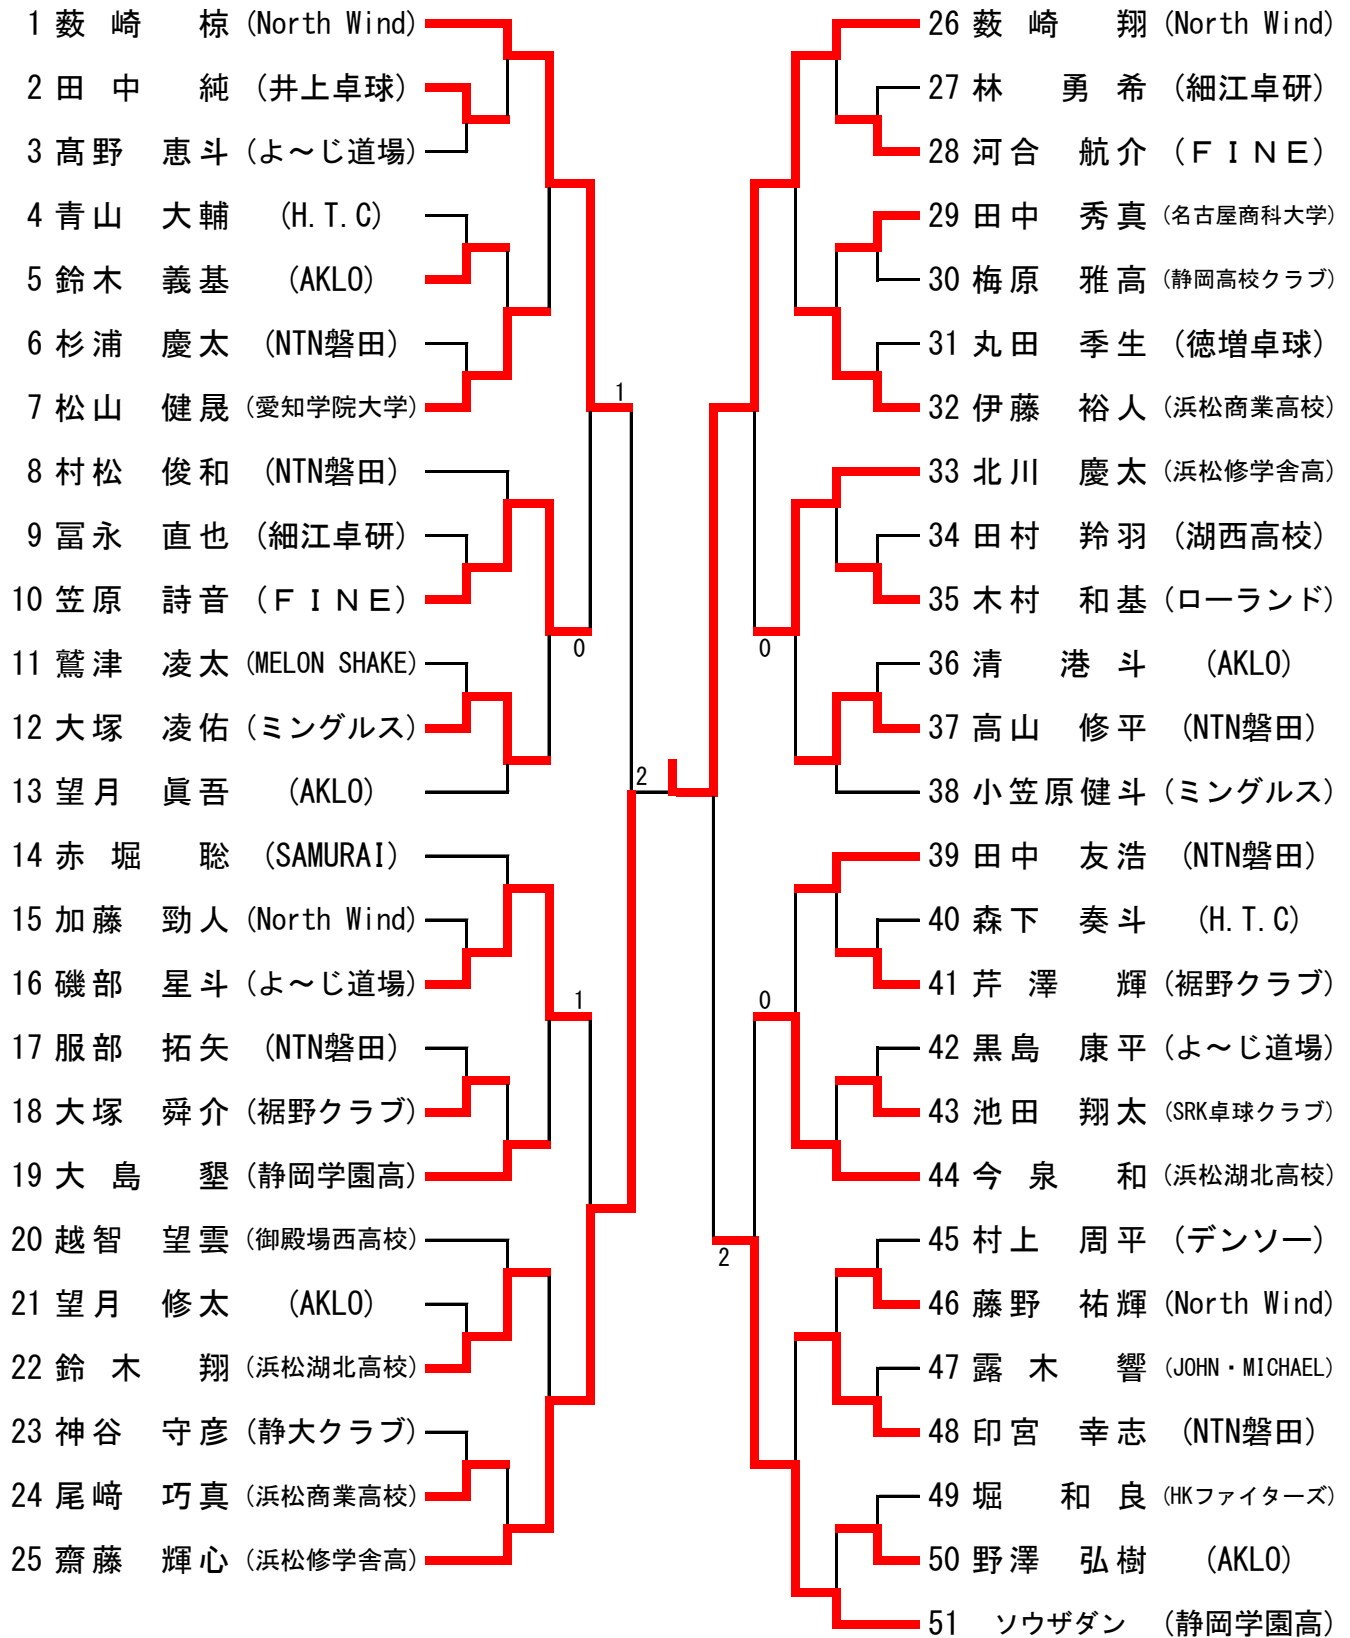 1 薮崎 椋 (North Wind)
2 田中 純 (井上卓球)
3 髙野 恵斗 (よ～じ道場)
4 青山 大輔 (H.T.C)
5 鈴木 義基 (AKLO)
6 杉浦 慶太 (NTN磐田)
7 松山 健晟 (愛知学院大学)
8 村松 俊和 (NTN磐田)
9 冨永 直也 (細江卓研)
10 笠原 詩音 (ＦＩＮＥ)
11 鷲津 凌太 (MELON SHAKE)
12 大塚 凌佑 (ミングルス)
13 望月 眞吾 (AKLO)
14 赤堀 聡 (SAMURAI)
15 加藤 勁人 (North Wind)
16 磯部 星斗 (よ～じ道場)
17 服部 拓矢 (NTN磐田)
18 大塚 舜介 (裾野クラブ)
19 大島 墾 (静岡学園高)
20 越智 望雲 (御殿場西高校)
21 望月 修太 (AKLO)
22 鈴木 翔 (浜松湖北高校)
23 神谷 守彦 (静大クラブ)
24 尾﨑 巧真 (浜松商業高校)
25 齋藤 輝心 (浜松修学舎高)
1
0
2
1
26 薮崎 翔 (North Wind)
27 林 勇希 (細江卓研)
28 河合 航介 (ＦＩＮＥ)
29 田中 秀真 (名古屋商科大学)
30 梅原 雅高 (静岡高校クラブ)
31 丸田 季生 (徳増卓球)
32 伊藤 裕人 (浜松商業高校)
33 北川 慶太 (浜松修学舎高)
34 田村 羚羽 (湖西高校)
35 木村 和基 (ローランド)
36 清 港斗 (AKLO)
37 高山 修平 (NTN磐田)
38 小笠原健斗 (ミングルス)
39 田中 友浩 (NTN磐田)
40 森下 奏斗 (H.T.C)
41 芹澤 輝 (裾野クラブ)
42 黒島 康平 (よ～じ道場)
43 池田 翔太 (SRK卓球クラブ)
44 今泉 和 (浜松湖北高校)
45 村上 周平 (デンソー)
46 藤野 祐輝 (North Wind)
47 露木 響 (JOHN・MICHAEL)
48 印宮 幸志 (NTN磐田)
49 堀 和良 (HKファイターズ)
50 野澤 弘樹 (AKLO)
51 ソウザダン (静岡学園高)
0
0
2